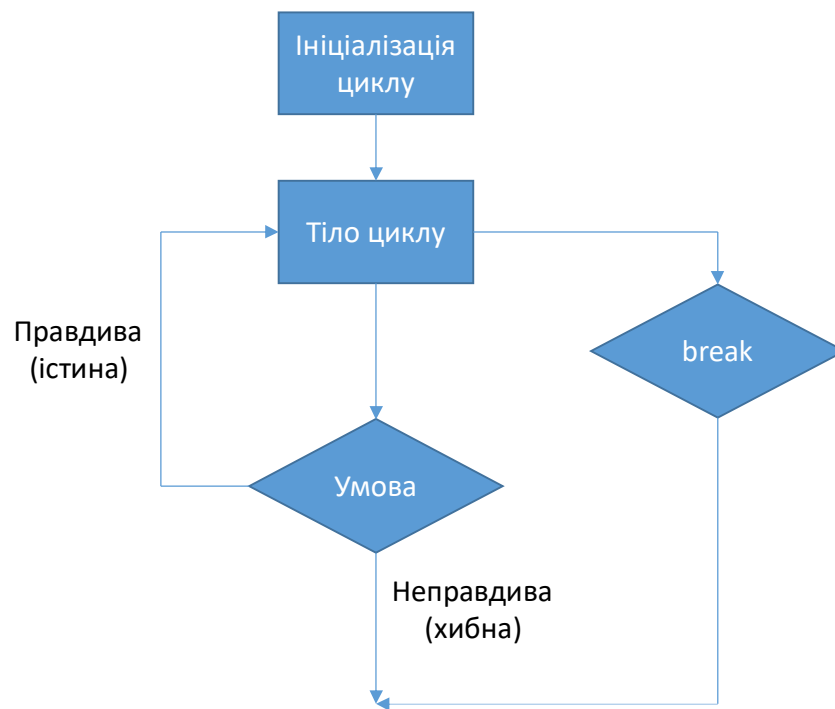 Ініціалізація
циклу
Тіло циклу
Правдива
(істина)
break
Умова
Неправдива
(хибна)